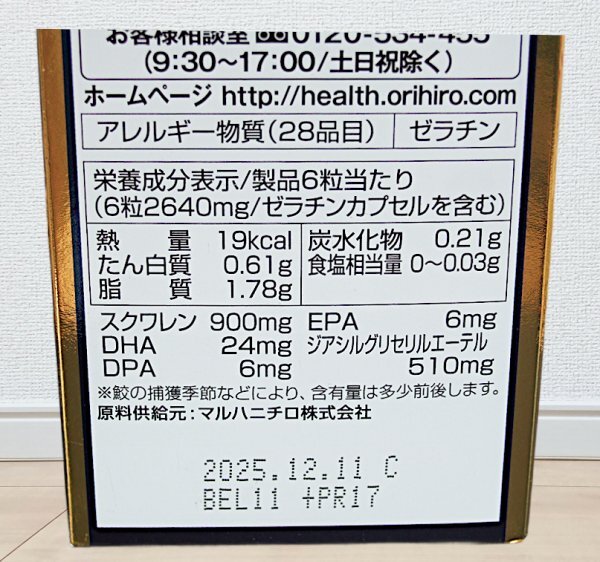 お客様相談室 0120-534-455
(9:30~17:00/土日祝除く)
ホームページ http://health.orihiro.com
アレルギー物質(28品目) ゼラチン
栄養成分表示/製品6粒当たり
(6粒2640mg/ゼラチンカプセルを含む)
熱量 19kcal 炭水化物 0.21g
たん白質 0.61g 食塩相当量 0~0.03g
脂質 1.78g
スクワレン 900mg EPA 6mg
DHA 24mg ジアシルグリセリルエーテル
DPA 6mg 510mg
※鮫の捕獲季節などにより、含有量は多少前後します。
原料供給元:マルハニチロ株式会社
2025.12.11 C
BEL11 +PR17